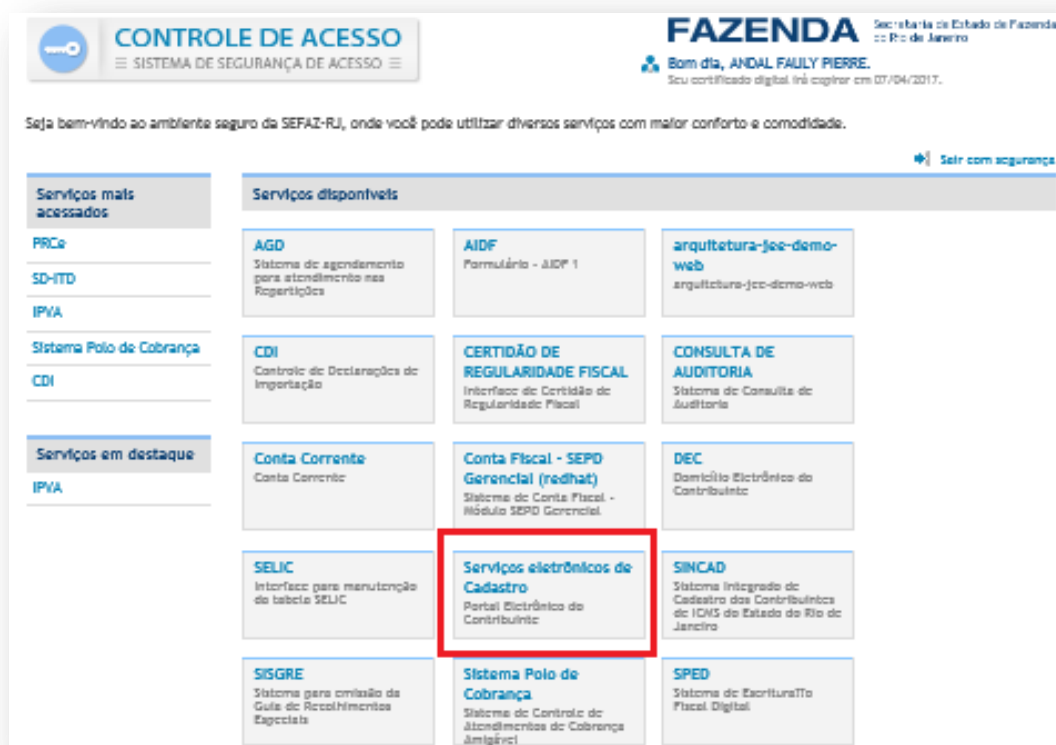 CONTROLE DE ACESSO
≡ SISTEMA DE SEGURANÇA DE ACESSO ≡
FAZENDA
Secretaria de Estado de Fazenda
do Rio de Janeiro
Bom dia, ANDAL FAULY PIERRE.
Seu certificado digital irá expirar em 07/04/2017.
Seja bem-vindo ao ambiente seguro da SEFAZ-RJ, onde você pode utilizar diversos serviços com maior conforto e comodidade.
Sair com segurança
Serviços mais
acessados
PRCe
SD-ITD
IPVA
Sistema Polo de Cobrança
CDI
Serviços em destaque
IPVA
Serviços disponíveis
AGD
Sistema de agendamento
para atendimento nas
Repartições
AIDF
Formulário - AIDF 1
arquitetura-jee-demo-
web
arquitetura-jee-demo-web
CDI
Controle de Declarações de
Importação
CERTIDÃO DE
REGULARIDADE FISCAL
Interface de Certidão de
Regularidade Fiscal
CONSULTA DE
AUDITORIA
Sistema de Consulta de
Auditoria
Conta Corrente
Conta Corrente
Conta Fiscal - SEPD
Gerencial (redhat)
Sistema de Conta Fiscal -
Módulo SEPD Gerencial
DEC
Domicílio Eletrônico do
Contribuinte
SELIC
Interface para manutenção
da tabela SELIC
Serviços eletrônicos de
Cadastro
Portal Eletrônico do
Contribuinte
SINCAD
Sistema Integrado de
Cadastro dos Contribuintes
de ICMS do Estado do Rio de
Janeiro
SISGRE
Sistema para emissão da
Guia de Recolhimentos
Especiais
Sistema Polo de
Cobrança
Sistema de Controle de
Atendimentos de Cobrança
Amigável
SPED
Sistema de EscrituraTTo
Fiscal Digital